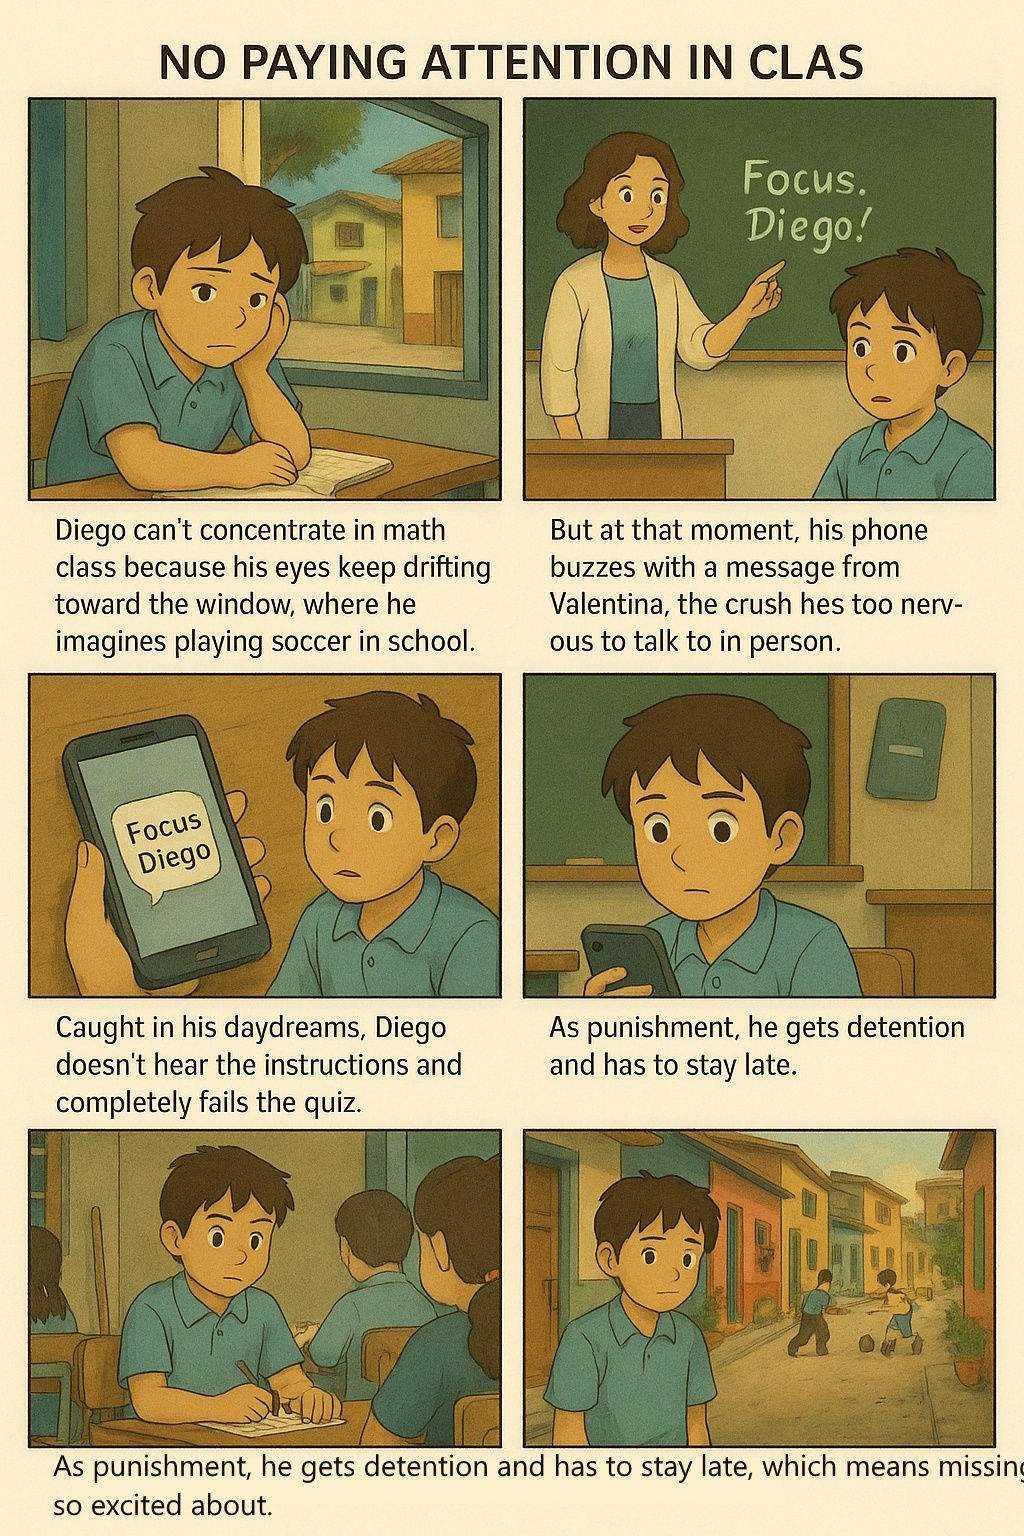 NO PAYING ATTENTION IN CLAS
Focus.
Diego!
Diego can't concentrate in math
class because his eyes keep drifting
toward the window, where he
imagines playing soccer in school.
But at that moment, his phone
buzzes with a message from
Valentina, the crush hes too nerv-
ous to talk to in person.
Focus
Diego
Caught in his daydreams, Diego
doesn't hear the instructions and
completely fails the quiz.
As punishment, he gets detention
and has to stay late.
As punishment, he gets detention and has to stay late, which means missing
so excited about.